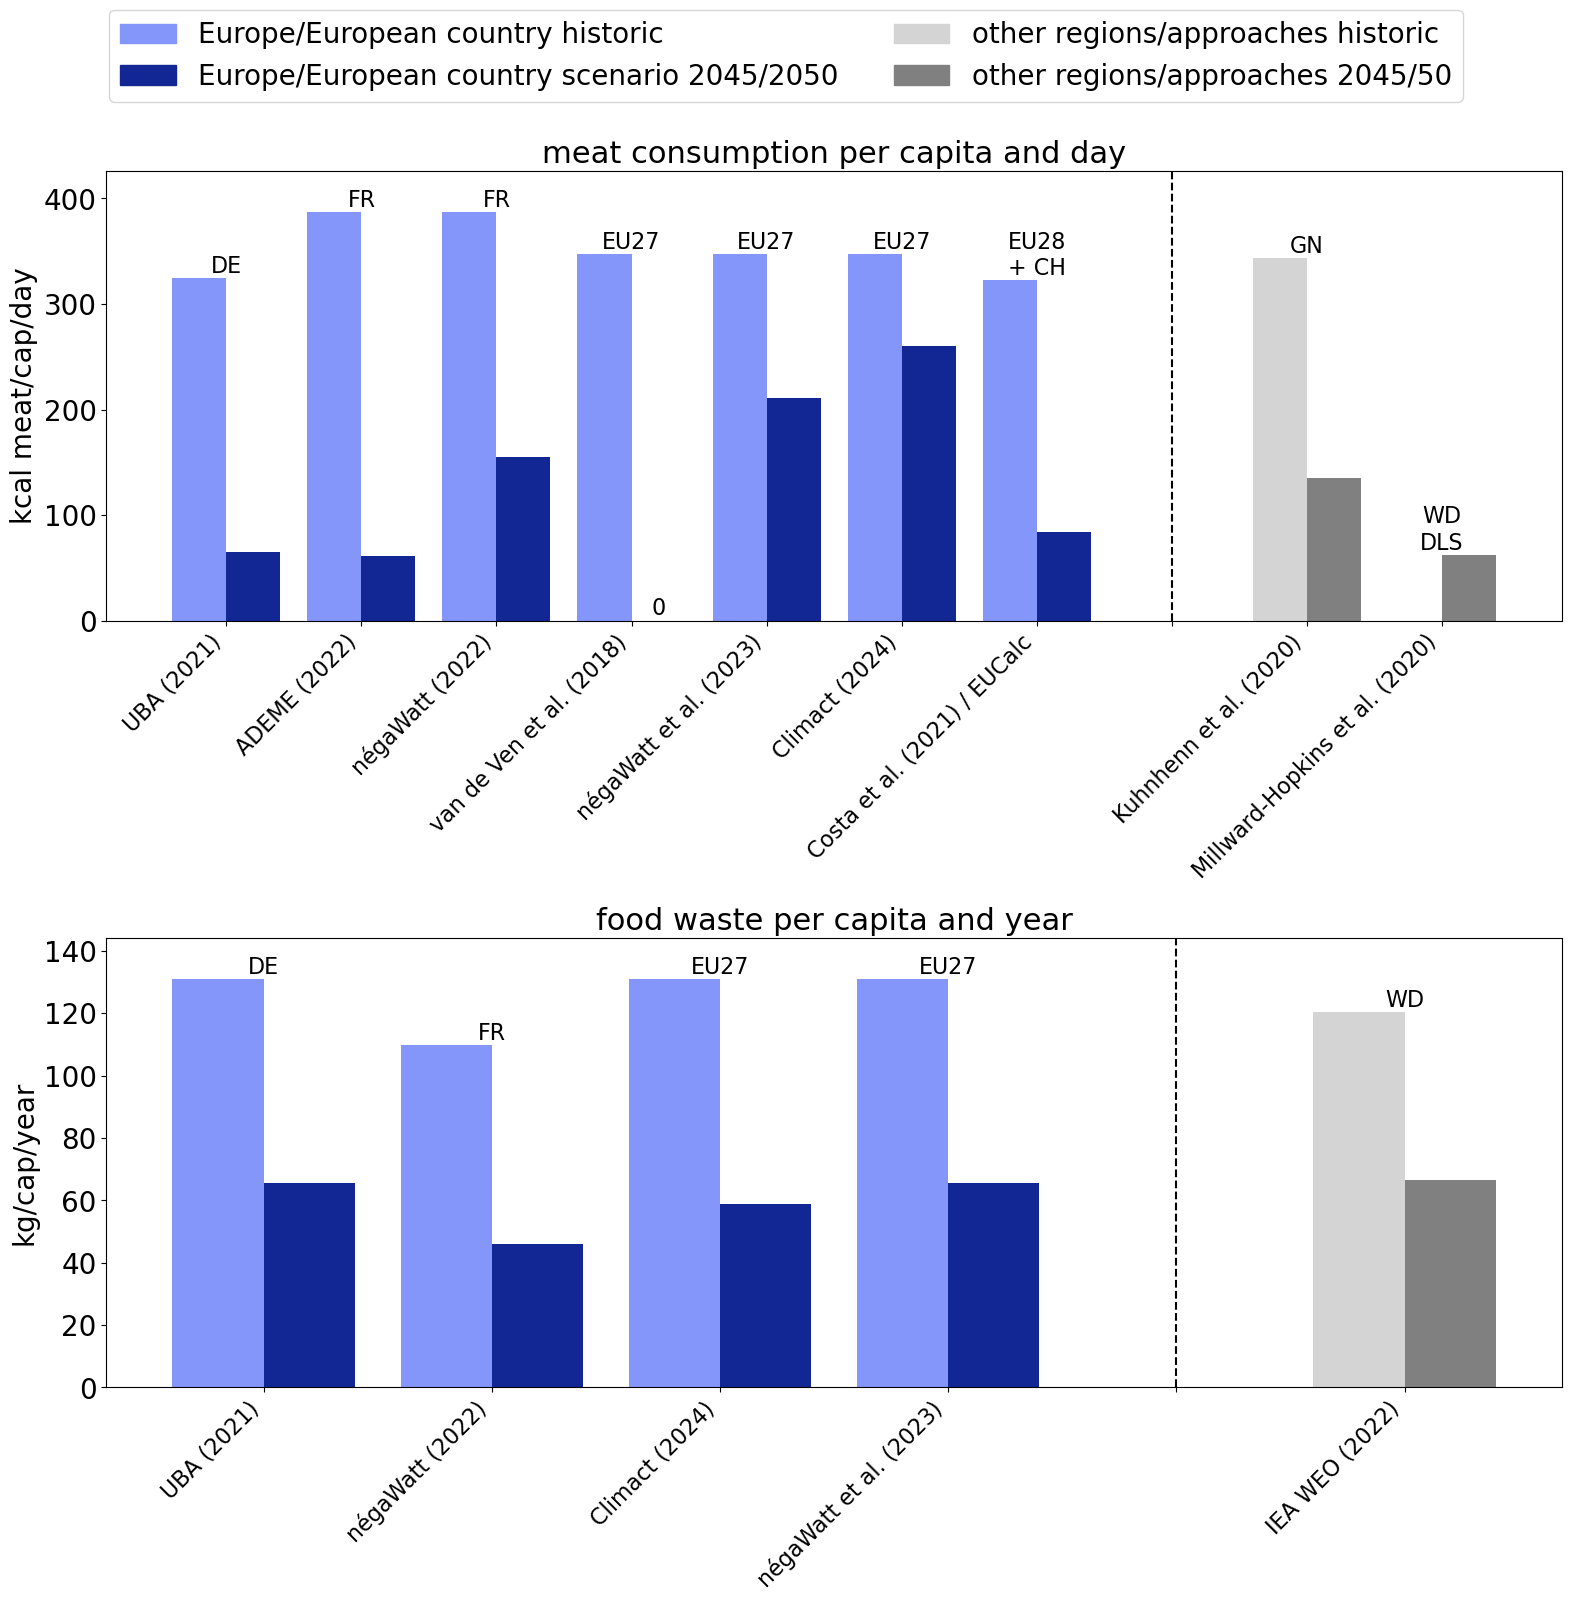 Europe/European country historic
Europe/European country scenario 2045/2050
other regions/approaches historic
other regions/approaches 2045/50
meat consumption per capita and day
kcal meat/cap/day
400
300
200
100
0
DE
FR
FR
EU27
0
EU27
EU27
EU28
+ CH
GN
WD
DLS
UBA (2021)
ADEME (2022)
négaWatt (2022)
van de Ven et al. (2018)
négaWatt et al. (2023)
Climact (2024)
Costa et al. (2021) / EUCalc
Kuhnhenn et al. (2020)
Millward-Hopkins et al. (2020)
food waste per capita and year
kg/cap/year
140
120
100
80
60
40
20
0
DE
FR
EU27
EU27
WD
UBA (2021)
négaWatt (2022)
Climact (2024)
négaWatt et al. (2023)
IEA WEO (2022)